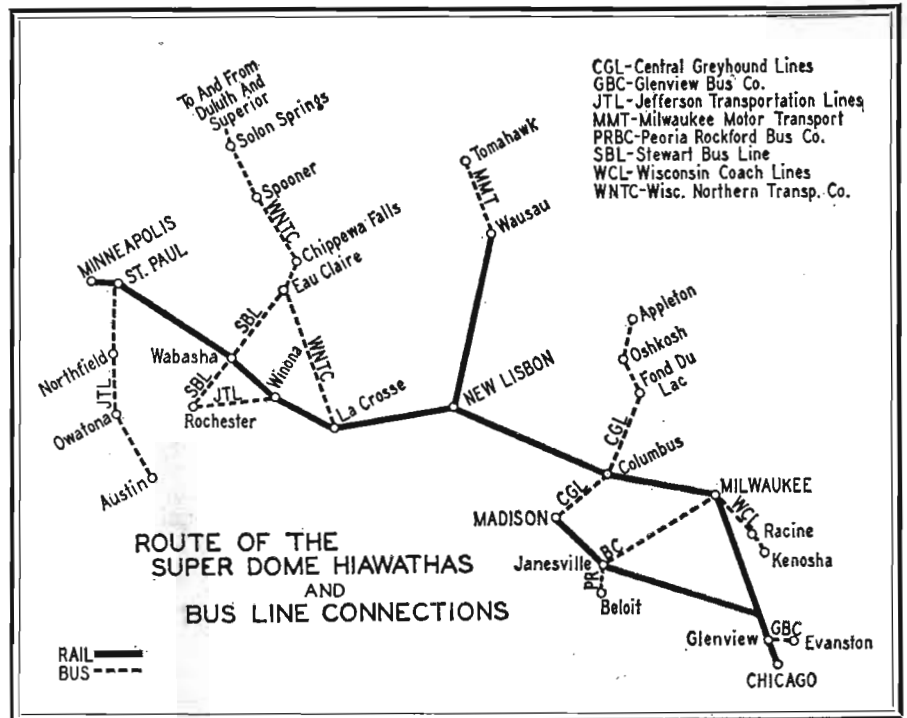 To And From
Duluth And
Superior
Solon Springs
Spooner
WNTC
Chippewa Falls
Eau Claire
CGL-Central Greyhound Lines
GBC-Glenview Bus Co.
JTL-Jefferson Transportation Lines
MMT-Milwaukee Motor Transport
PRBC-Peoria Rockford Bus Co.
SBL-Stewart Bus Line
WCL-Wisconsin Coach Lines
WNTC-Wisc. Northern Transp. Co.
Tomahawk
MMT
Wausau
MINNEAPOLIS
ST. PAUL
SBL
WNTC
Wabasha
Winona
Northfield
JTL
Owatona
Austin
SBL
JTL
Rochester
La Crosse
NEW LISBON
Appleton
Oshkosh
Fond Du
Lac
CGL
Columbus
CGL
MADISON
MILWAUKEE
WCL
Racine
Kenosha
Janesville
BC
PR
Beloit
Glenview
GBC
Evanston
CHICAGO
ROUTE OF THE
SUPER DOME HIAWATHAS
AND
BUS LINE CONNECTIONS
RAIL
BUS